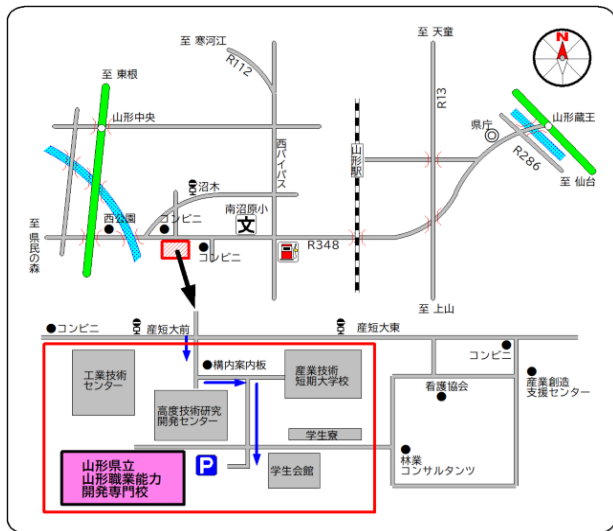 N
至 天童
至 寒河江
R112
至 東根
R13
山形中央
県庁
山形蔵王
西バイパス
山形駅
R286
至 仙台
沼木
南沼原小
文
西公園
コンビニ
至 県民の森
コンビニ
R348
至 上山
コンビニ
産短大前
産短大東
構内案内板
コンビニ
工業技術
センター
産業技術
短期大学校
看護協会
産業創造
支援センター
高度技術研究
開発センター
学生寮
山形県立
山形職業能力
開発専門校
P
学生会館
林業
コンサルタンツ